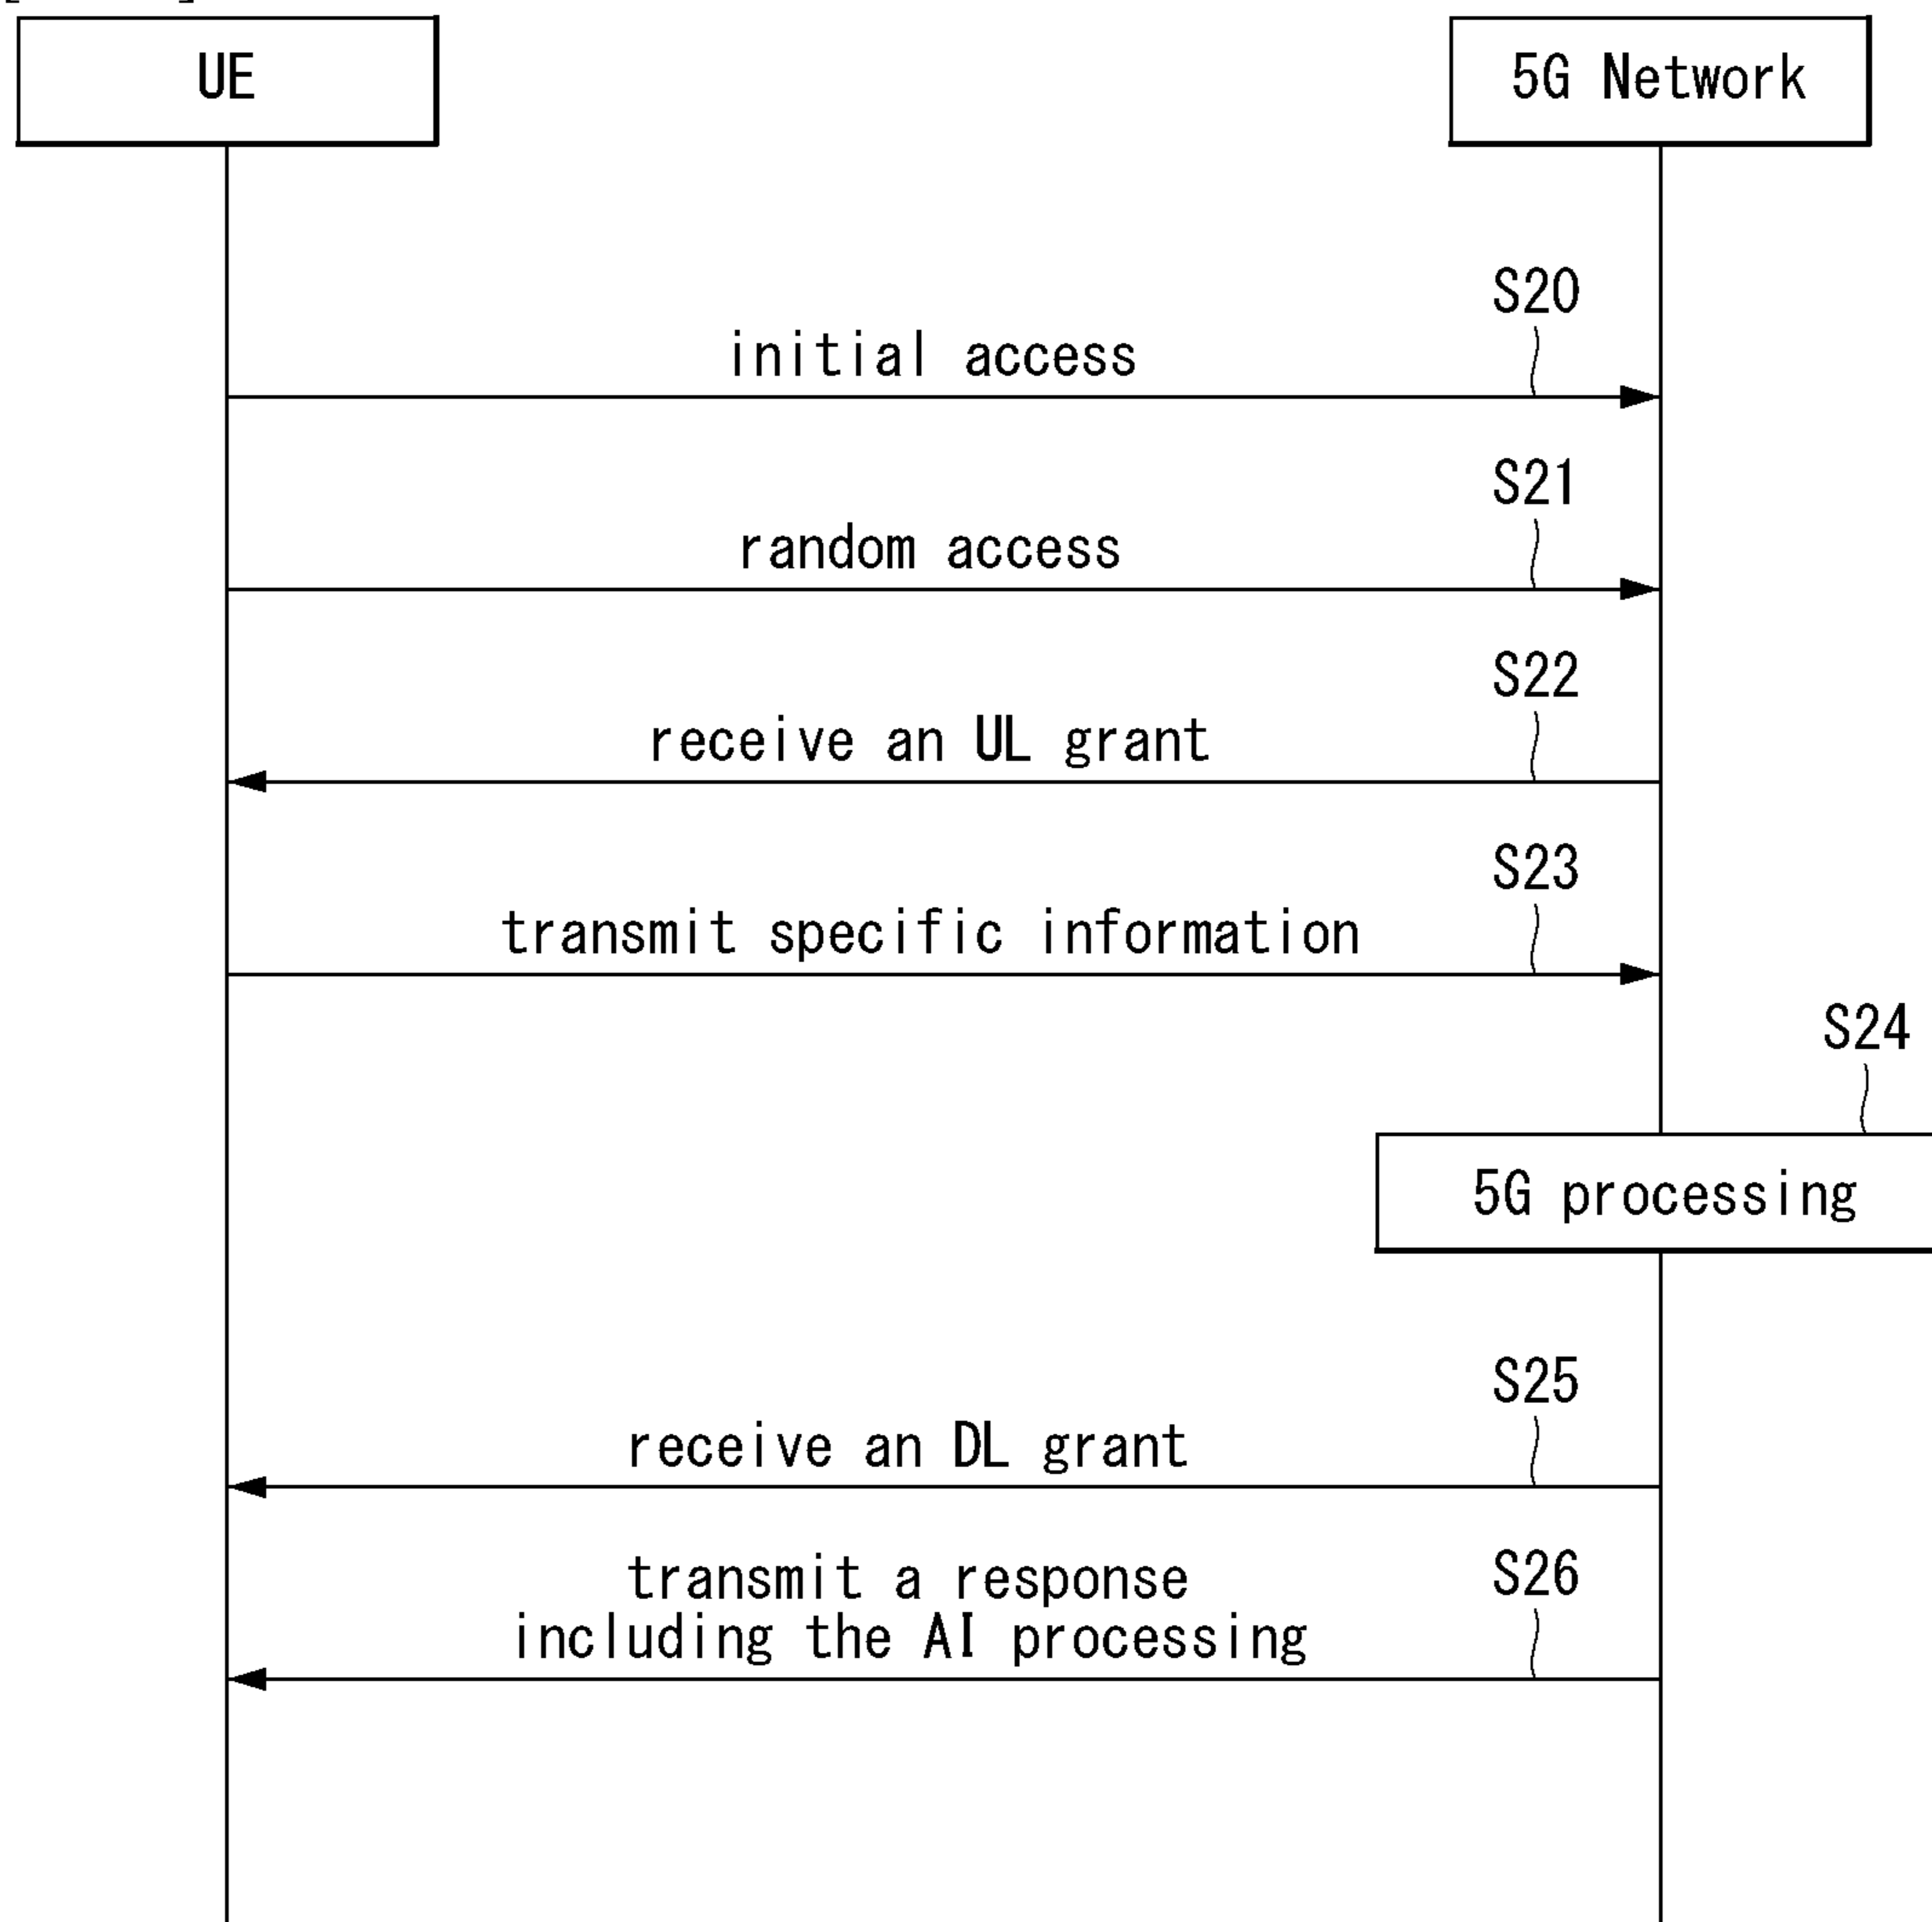 UE
5G Network
S20
initial access
S21
random access
S22
receive an UL grant
S23
transmit specific information
S24
5G processing
S25
receive an DL grant
S26
transmit a response
including the AI processing